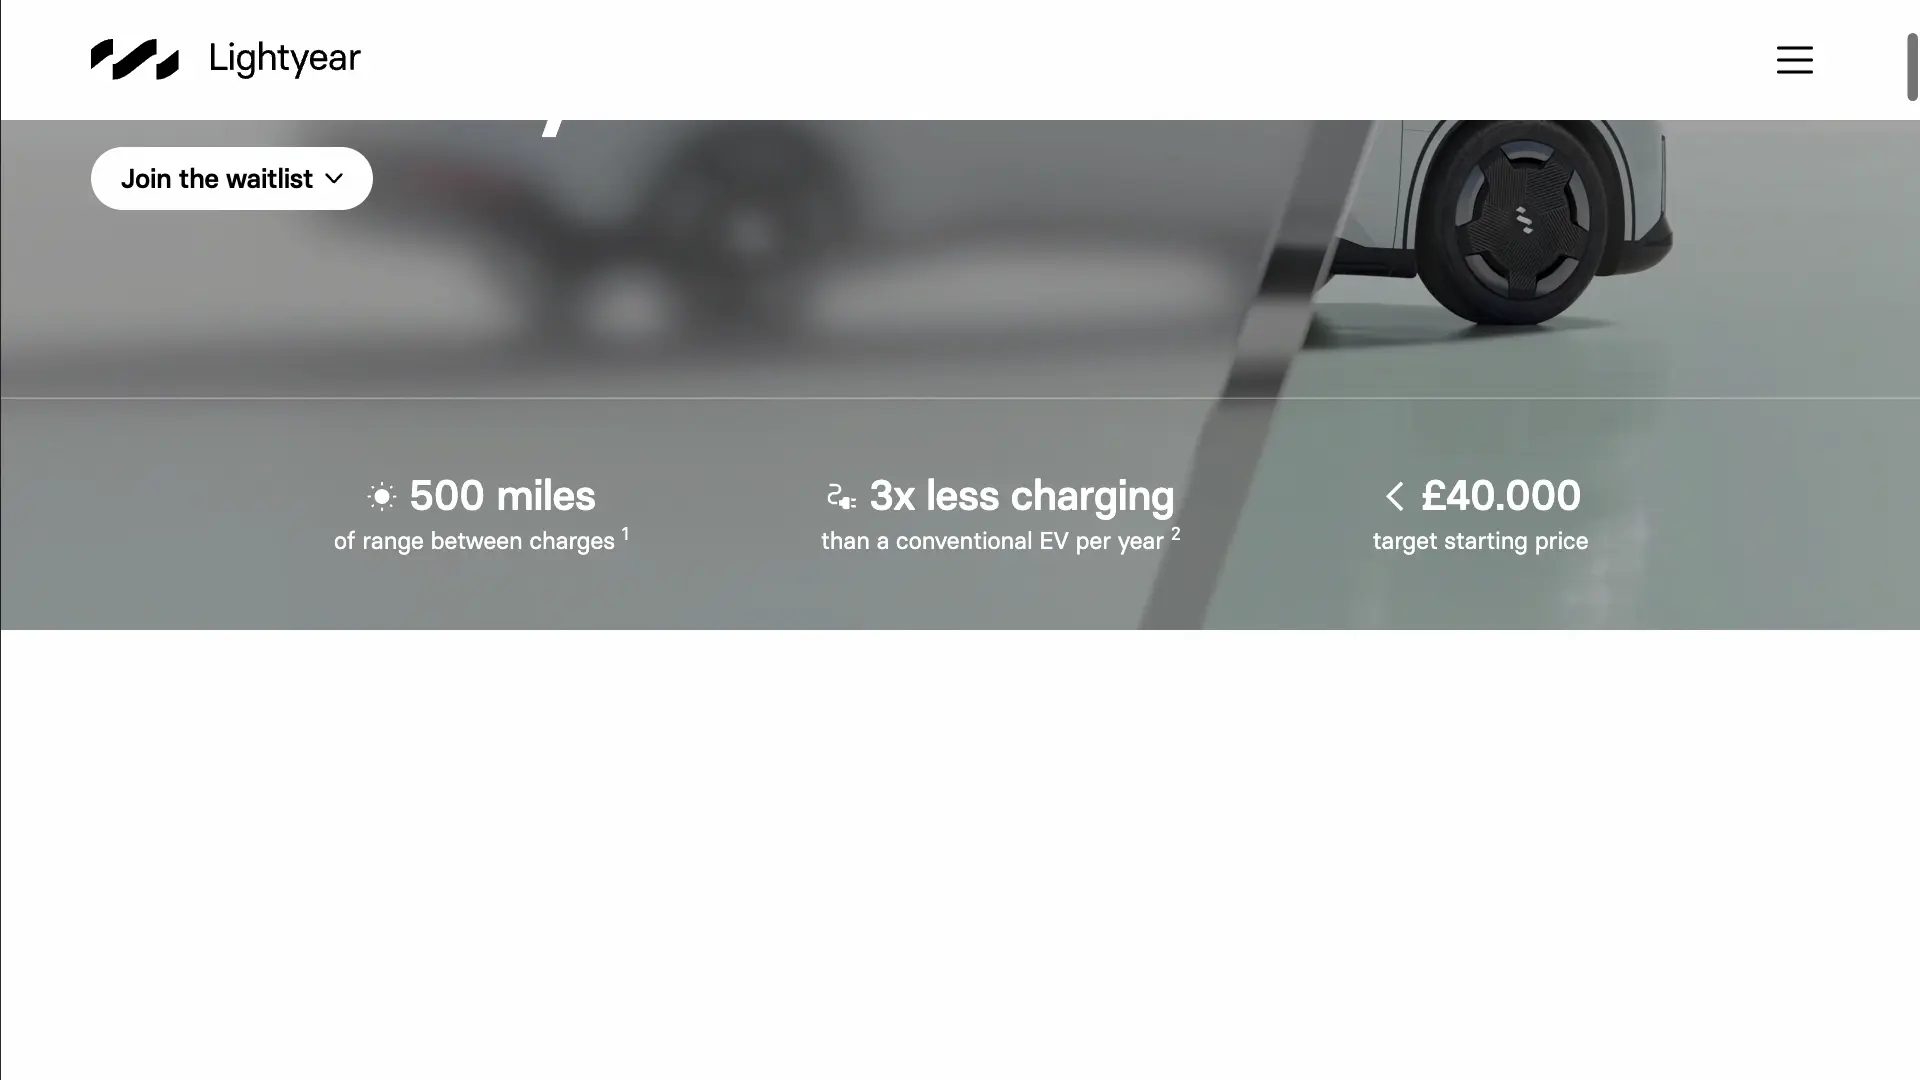 Lightyear
Join the waitlist
500 miles
of range between charges 1
3x less charging
than a conventional EV per year 2
< £40.000
target starting price